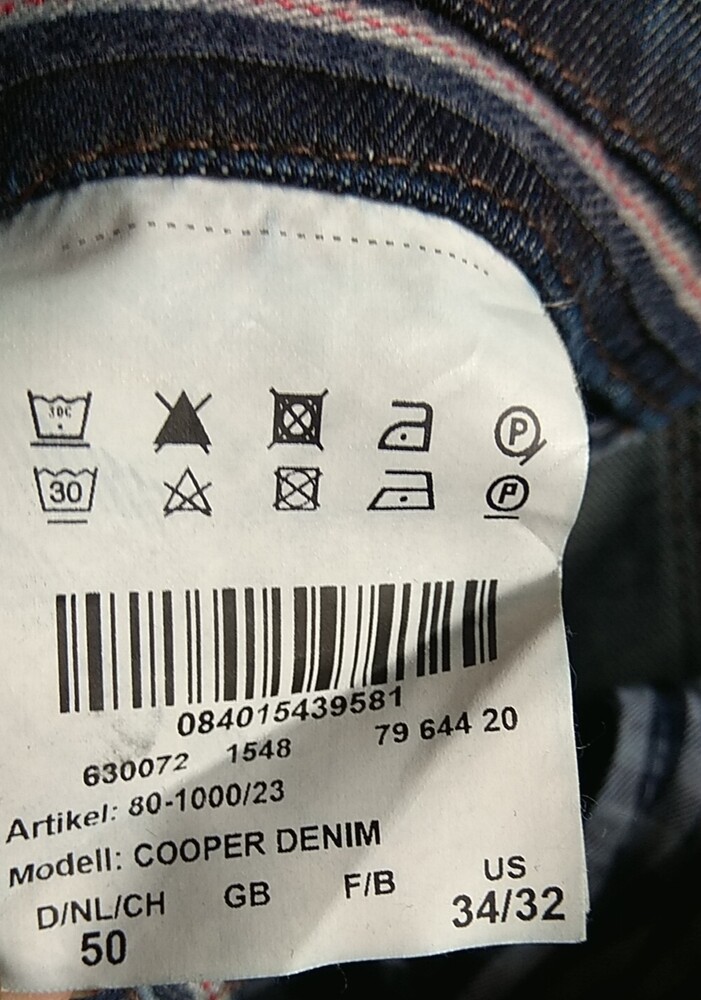 30C P
30 P
084015439581
630072 1548 79 644 20
Artikel: 80-1000/23
Modell: COOPER DENIM
D/NL/CH GB F/B US
50 34/32